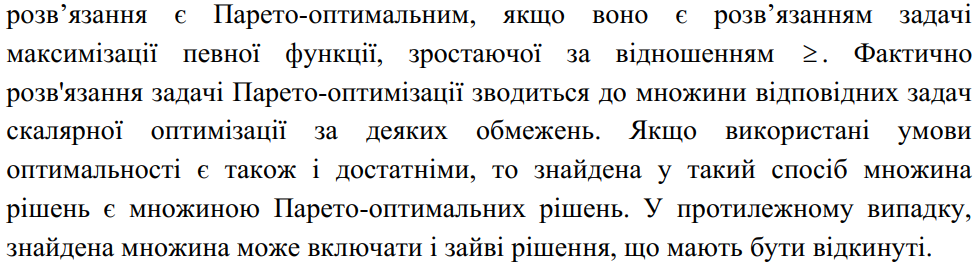 розв’язання є Парето-оптимальним, якщо воно є розв’язанням задачі
максимізації певної функції, зростаючої за відношенням ≥. Фактично
розв'язання задачі Парето-оптимізації зводиться до множини відповідних задач
скалярної оптимізації за деяких обмежень. Якщо використані умови
оптимальності є також і достатніми, то знайдена у такий спосіб множина
рішень є множиною Парето-оптимальних рішень. У протилежному випадку,
знайдена множина може включати і зайві рішення, що мають бути відкинуті.